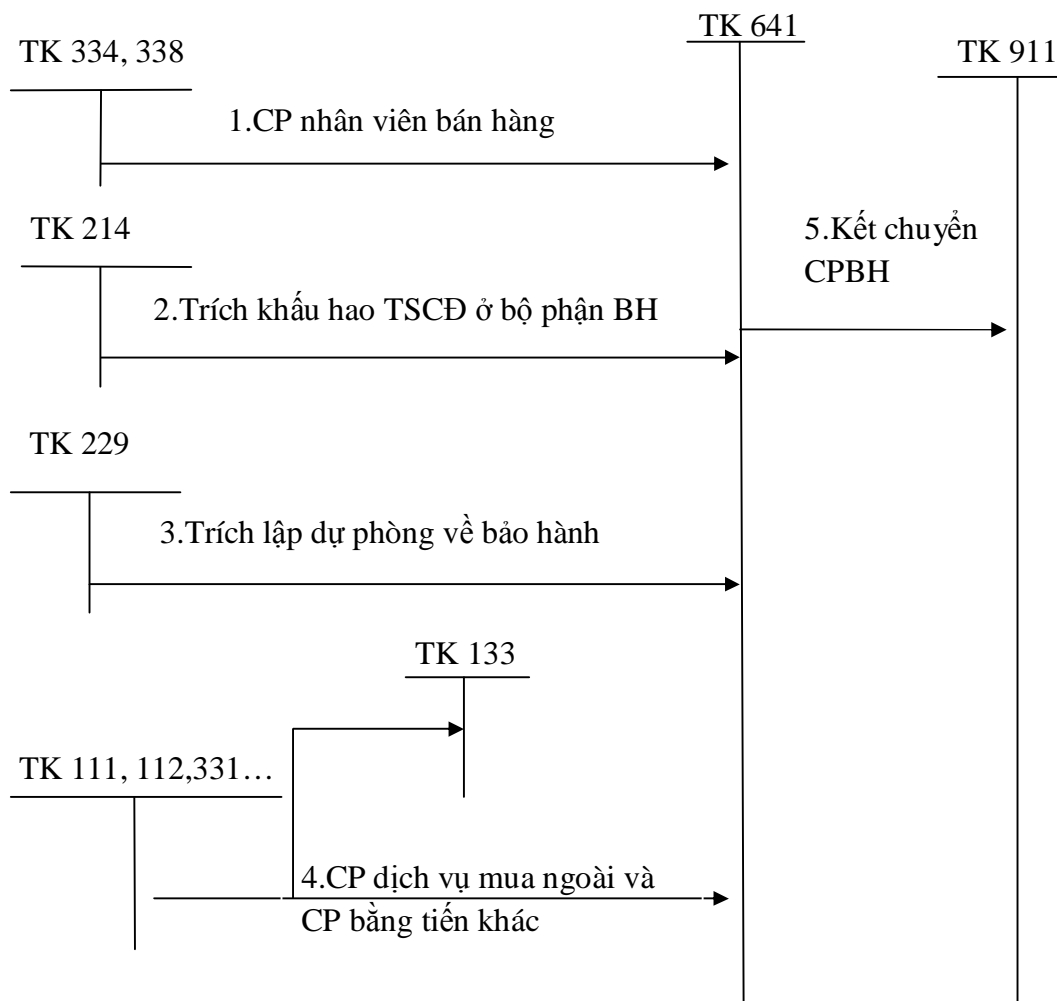 TK 641
TK 334, 338
TK 911
1.CP nhân viên bán hàng
TK 214
5.Kết chuyển
CPBH
2.Trích khấu hao TSCĐ ở bộ phận BH
TK 229
3.Trích lập dự phòng về bảo hành
TK 133
TK 111, 112,331…
4.CP dịch vụ mua ngoài và
CP bằng tiến khác